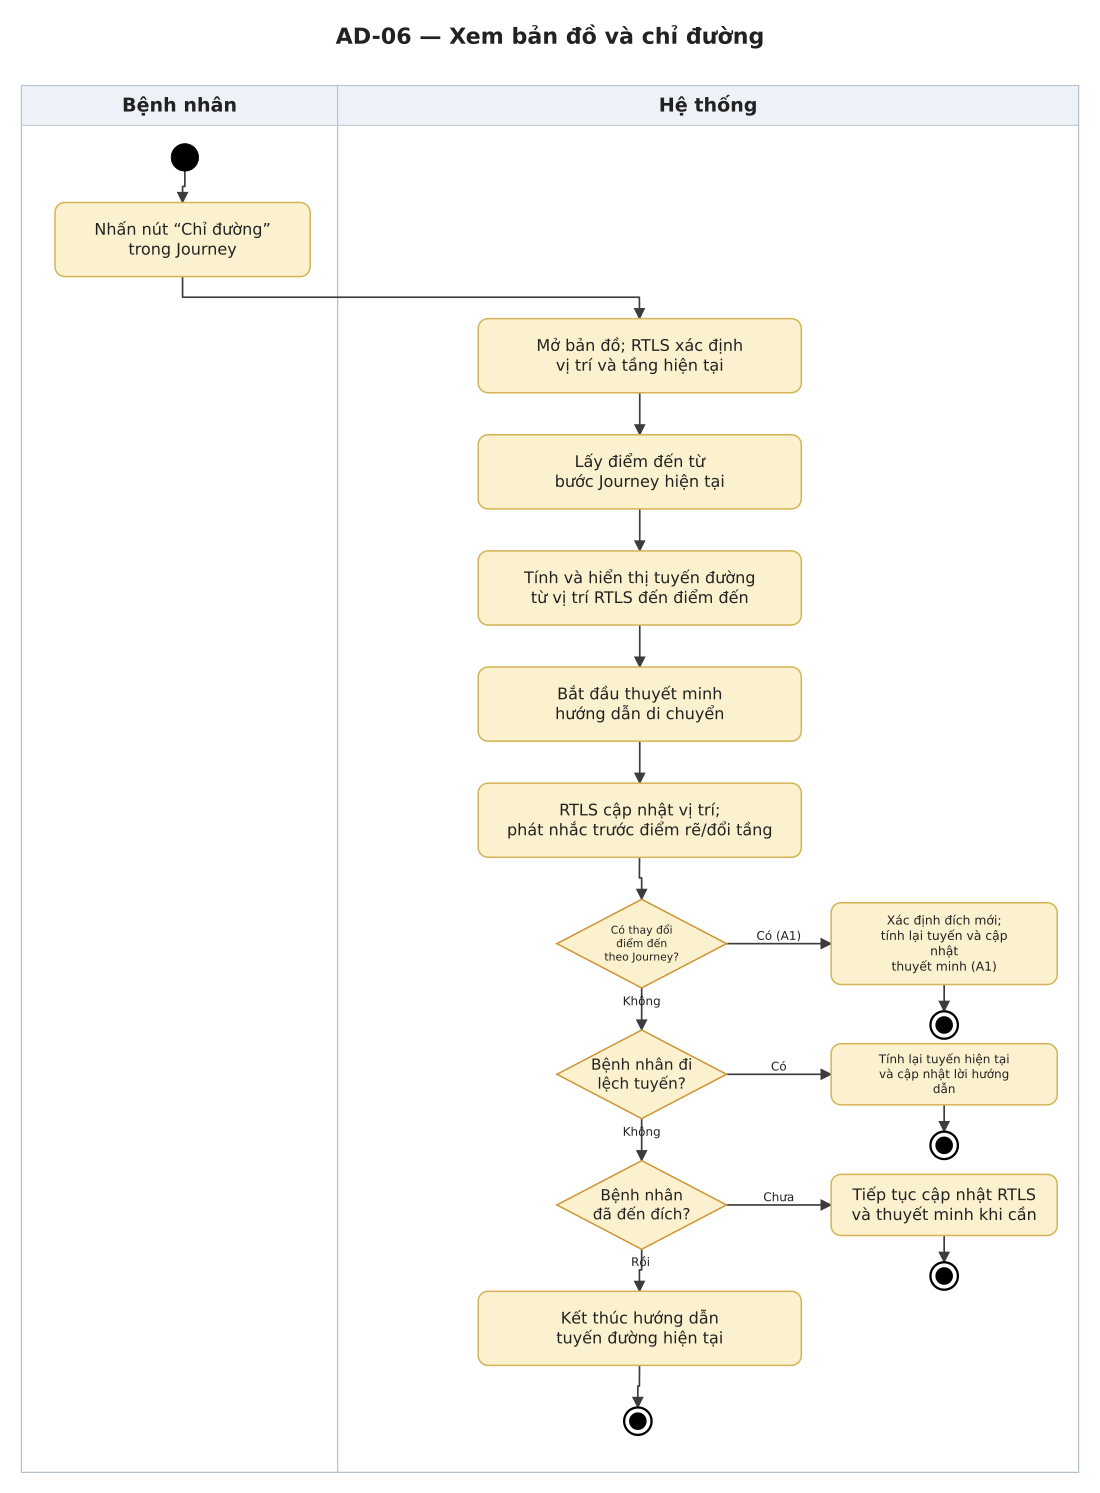 AD-06 — Xem bản đồ và chỉ đường
Bệnh nhân
Hệ thống
Nhấn nút “Chỉ đường”
trong Journey
Mở bản đồ; RTLS xác định
vị trí và tầng hiện tại
Lấy điểm đến từ
bước Journey hiện tại
Tính và hiển thị tuyến đường
từ vị trí RTLS đến điểm đến
Bắt đầu thuyết minh
hướng dẫn di chuyển
RTLS cập nhật vị trí;
phát nhắc trước điểm rẽ/đổi tầng
Có thay đổi
điểm đến
theo Journey?
Có (A1)
Xác định đích mới;
tính lại tuyến và cập
nhật
thuyết minh (A1)
Không
Bệnh nhân đi
lệch tuyến?
Có
Tính lại tuyến hiện tại
và cập nhật lời hướng
dẫn
Không
Bệnh nhân
đã đến đích?
Chưa
Tiếp tục cập nhật RTLS
và thuyết minh khi cần
Rồi
Kết thúc hướng dẫn
tuyến đường hiện tại